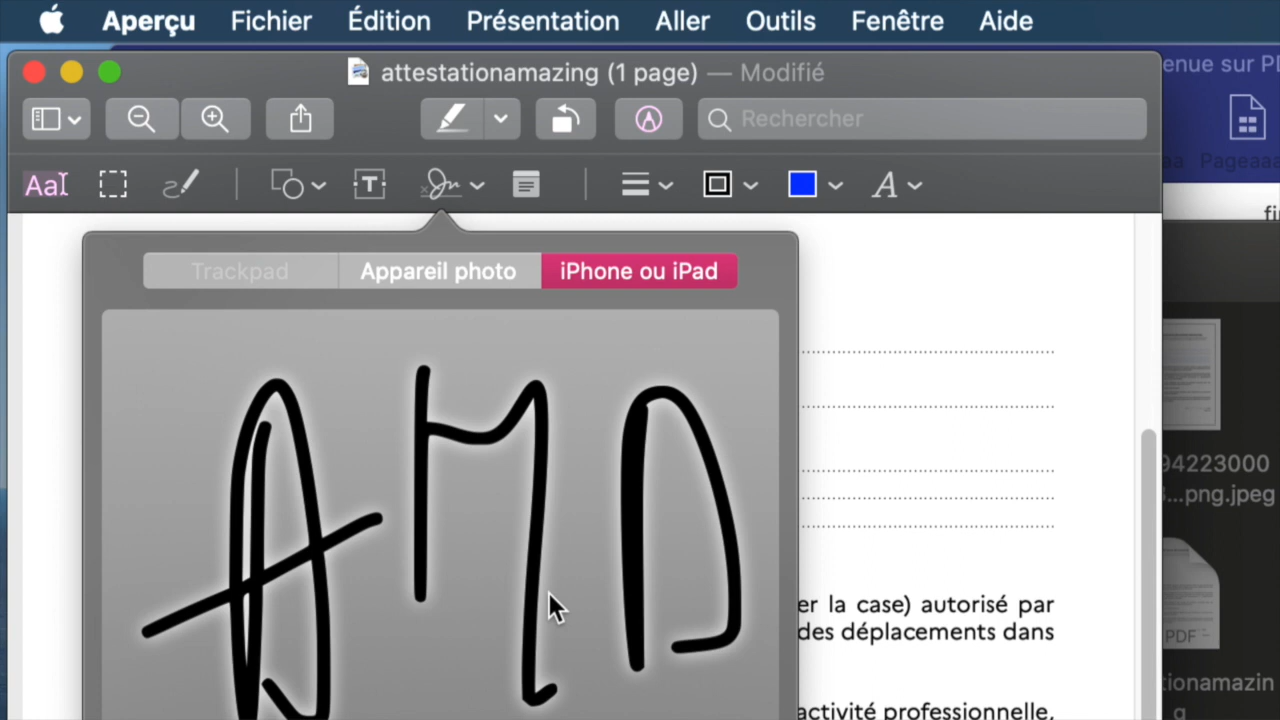 Aperçu Fichier Édition Présentation Aller Outils Fenêtre Aide
attestationamazing (1 page) — Modifié
enue sur Pl
Rechercher
Aa
T
A
Pageaaa
Trackpad Appareil photo iPhone ou iPad
AMD
94223000
...png.jpeg
er la case) autorisé par
des déplacements dans
PDF
tionamazin
g
activité professionnelle,